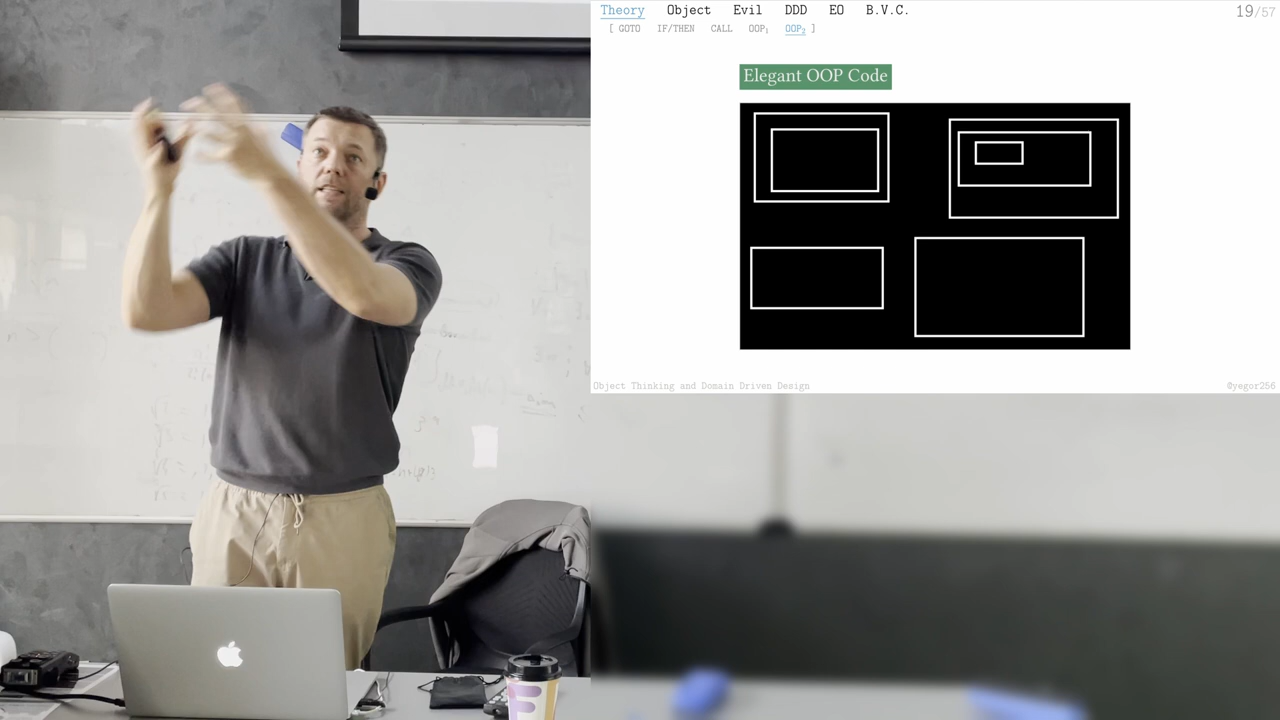 Theory Object Evil DDD EO B.V.C.
19/57
[ GOTO IF/THEN CALL OOP₁ OOP₂ ]
Elegant OOP Code
Object Thinking and Domain Driven Design
@yegor256